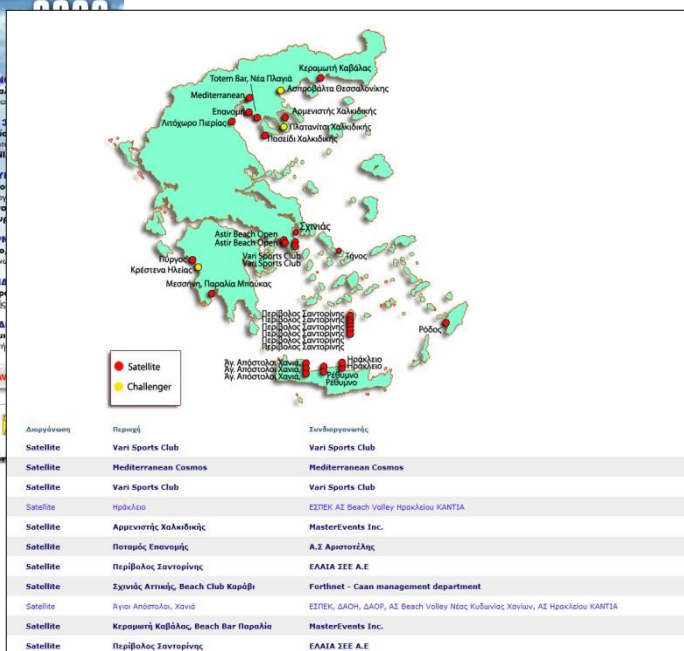 Κεραμωτή Καβάλας
Totem Bar, Νέα Πλαγιά
Ασπροβάλτα Θεσσαλονίκης
Mediterranean
Επανομή
Αρμενιστής Χαλκιδικής
Λιτόχωρο Πιερίας
Πλατανίτσι Χαλκιδικής
Ποσείδι Χαλκιδικής
Σχινιάς
Astir Beach Open
Astir Beach Open
Vari Sports Club
Vari Sports Club
Τήνος
Πύργος
Κρέστενα Ηλείας
Μεσσήνη, Παραλία Μπούκας
Περίβολος Σαντορίνης
Περίβολος Σαντορίνης
Περίβολος Σαντορίνης
Περίβολος Σαντορίνης
Περίβολος Σαντορίνης
Περίβολος Σαντορίνης
Ρόδος
Άγ. Απόστολοι Χανιά,
Άγ. Απόστολοι Χανιά,
Άγ. Απόστολοι Χανιά,
Ηράκλειο
Ηράκλειο
Ρέθυμνο
Ρέθυμνο
Satellite
Challenger
Διοργάνωση Περιοχή Συνδιοργανωτής
Satellite Vari Sports Club Vari Sports Club
Satellite Mediterranean Cosmos Mediterranean Cosmos
Satellite Vari Sports Club Vari Sports Club
Satellite Ηράκλειο ΕΣΠΕΚ ΑΣ Beach Volley Ηρακλείου ΚΑΝΤΙΑ
Satellite Αρμενιστής Χαλκιδικής MasterEvents Inc.
Satellite Ποταμός Επανομής Α.Σ Αριστοτέλης
Satellite Περίβολος Σαντορίνης ΕΛΑΙΑ ΣΕΕ Α.Ε
Satellite Σχινιάς Αττικής, Beach Club Καράβι Forthnet - Caan management department
Satellite Άγιοι Απόστολοι, Χανιά ΕΣΠΕΚ, ΔΑΟΗ, ΔΑΟΡ, ΑΣ Beach Volley Νέας Κυδωνίας Χανίων, ΑΣ Ηρακλείου ΚΑΝΤΙΑ
Satellite Κεραμωτή Καβάλας, Beach Bar Παραλία MasterEvents Inc.
Satellite Περίβολος Σαντορίνης ΕΛΑΙΑ ΣΕΕ Α.Ε